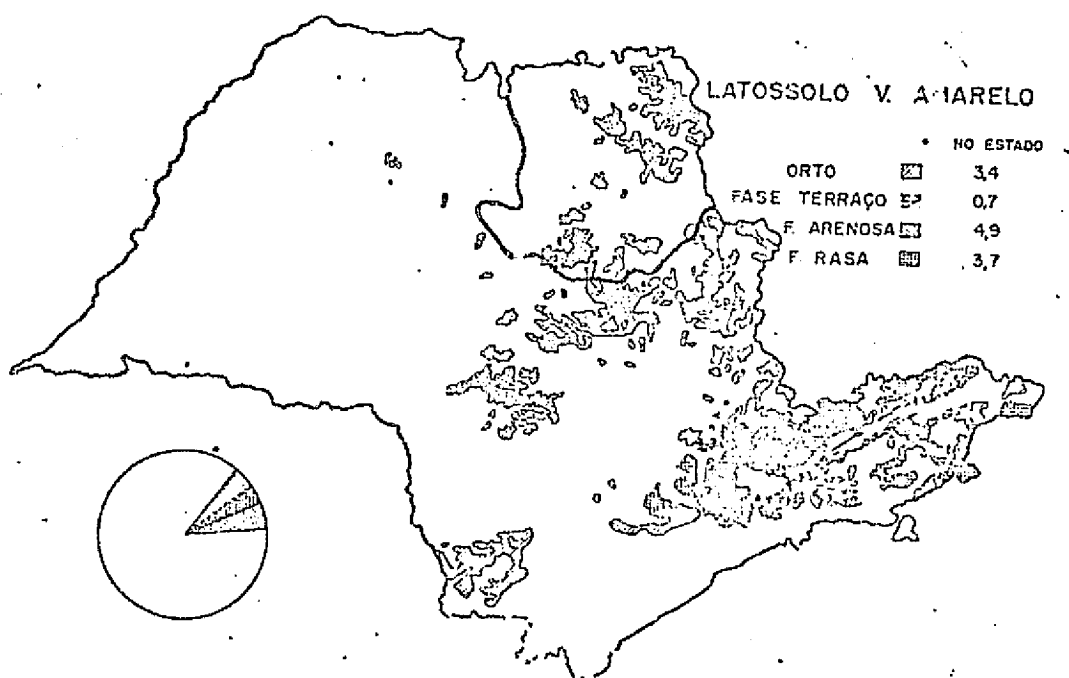 LATOSSOLO V. AMARELO
NO ESTADO
ORTO 3,4
FASE TERRAÇO 0,7
F. ARENOSA 4,9
F. RASA 3,7